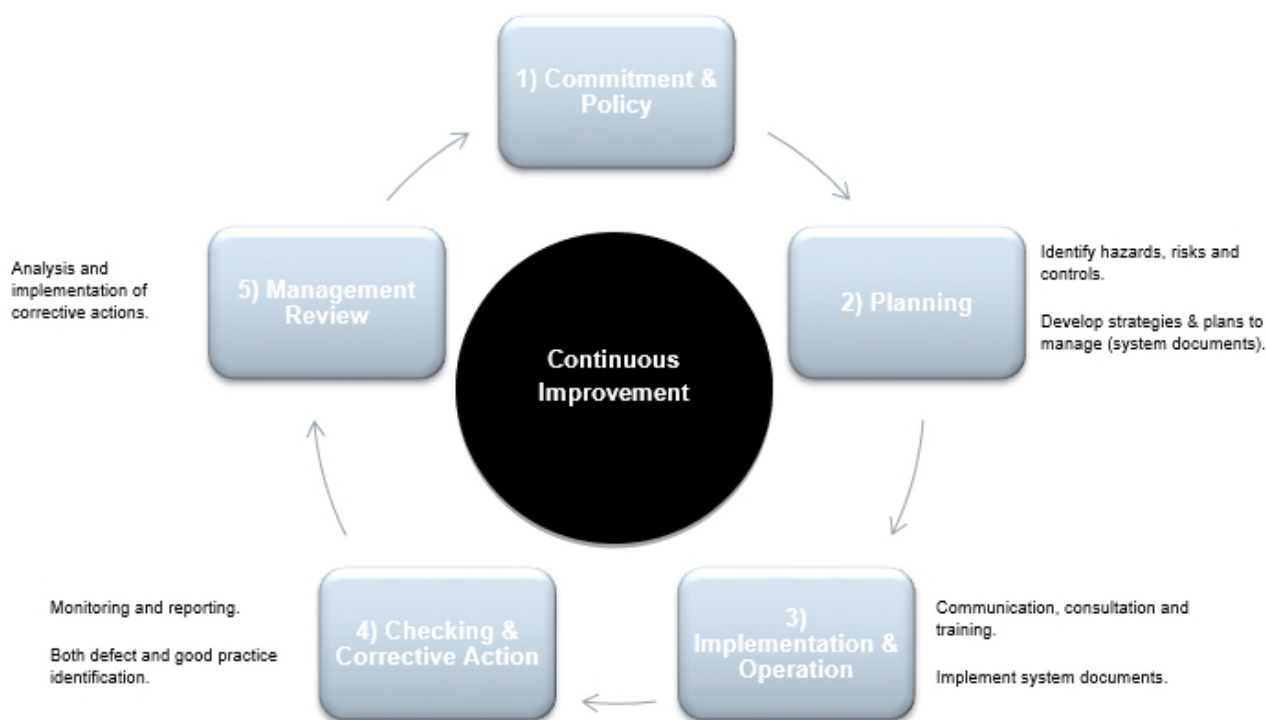 1) Commitment &
Policy
2) Planning
Identify hazards, risks and
controls.
Develop strategies & plans to
manage (system documents).
3)
Implementation &
Operation
Communication, consultation and
training.
Implement system documents.
4) Checking &
Corrective Action
Monitoring and reporting.
Both defect and good practice
identification.
5) Management
Review
Analysis and
implementation of
corrective actions.
Continuous
Improvement